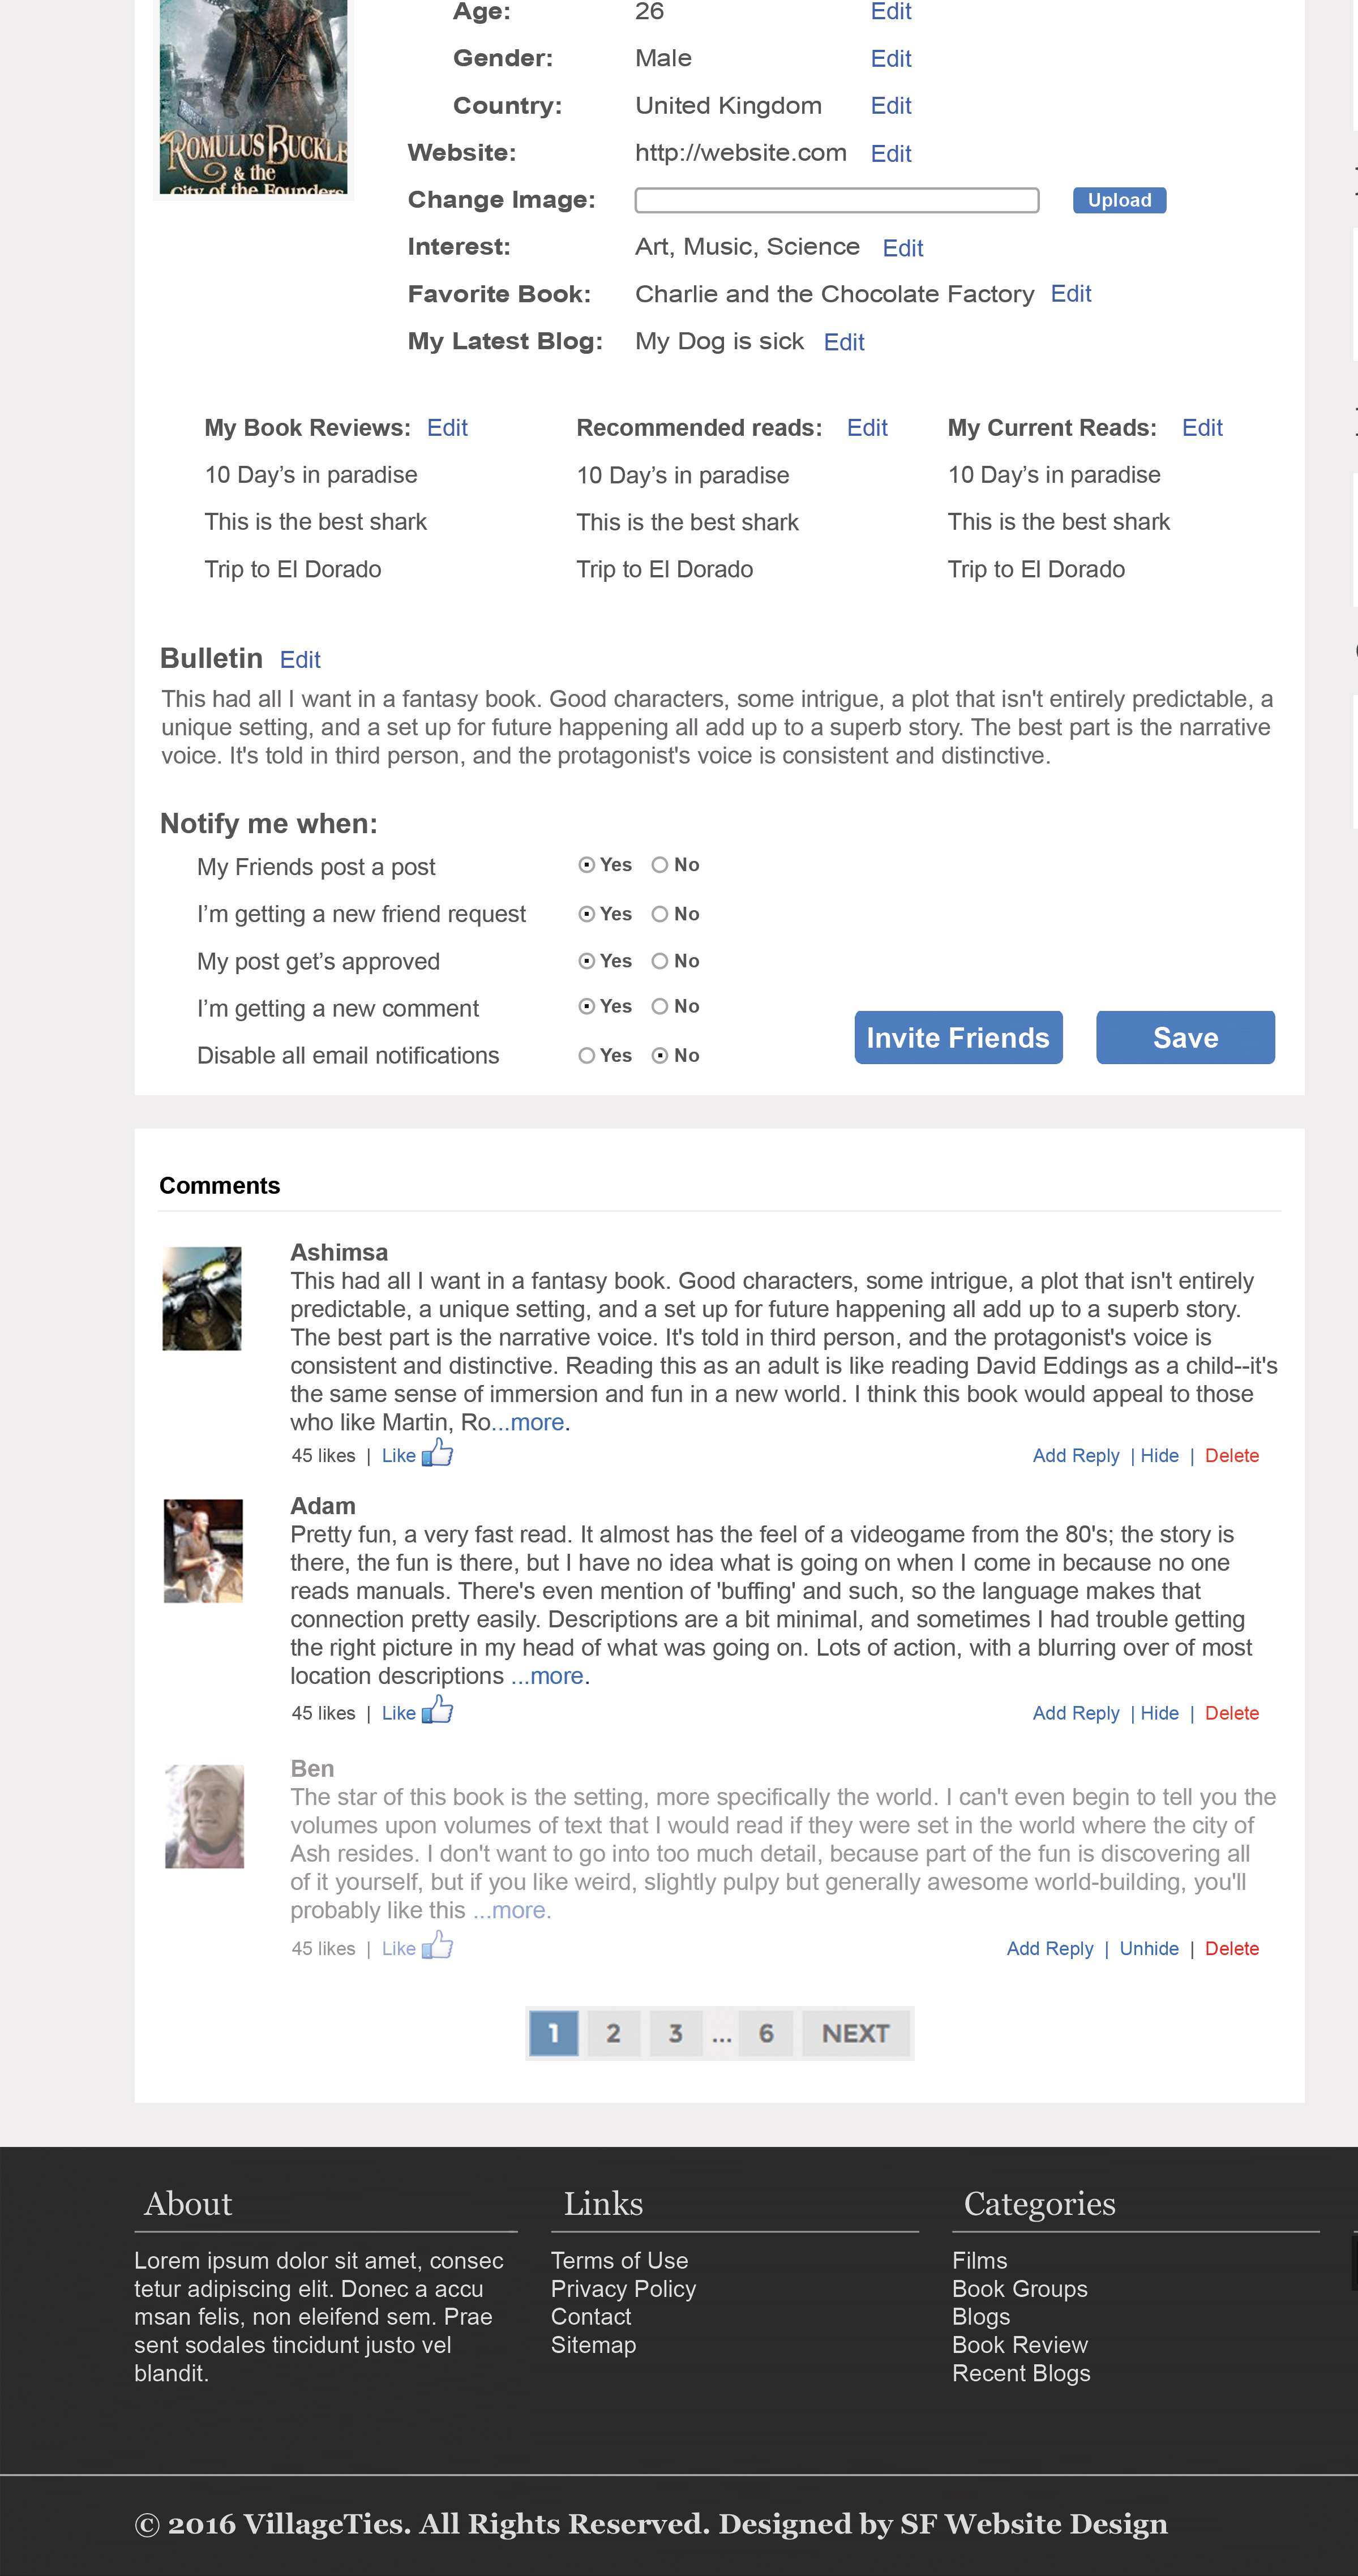 ROMULUS BUCKLE
& the
City of the Founders
Age: 26 Edit
Gender: Male Edit
Country: United Kingdom Edit
Website: http://website.com Edit
Change Image: Upload
Interest: Art, Music, Science Edit
Favorite Book: Charlie and the Chocolate Factory Edit
My Latest Blog: My Dog is sick Edit
My Book Reviews: Edit Recommended reads: Edit My Current Reads: Edit
10 Day’s in paradise 10 Day’s in paradise 10 Day’s in paradise
This is the best shark This is the best shark This is the best shark
Trip to El Dorado Trip to El Dorado Trip to El Dorado
Bulletin Edit
This had all I want in a fantasy book. Good characters, some intrigue, a plot that isn't entirely predictable, a
unique setting, and a set up for future happening all add up to a superb story. The best part is the narrative
voice. It's told in third person, and the protagonist's voice is consistent and distinctive.
Notify me when:
My Friends post a post Yes No
I’m getting a new friend request Yes No
My post get’s approved Yes No
I’m getting a new comment Yes No
Disable all email notifications Yes No
Invite Friends Save
Comments
Ashimsa
This had all I want in a fantasy book. Good characters, some intrigue, a plot that isn't entirely
predictable, a unique setting, and a set up for future happening all add up to a superb story.
The best part is the narrative voice. It's told in third person, and the protagonist's voice is
consistent and distinctive. Reading this as an adult is like reading David Eddings as a child--it's
the same sense of immersion and fun in a new world. I think this book would appeal to those
who like Martin, Ro...more.
45 likes | Like Add Reply | Hide | Delete
Adam
Pretty fun, a very fast read. It almost has the feel of a videogame from the 80's; the story is
there, the fun is there, but I have no idea what is going on when I come in because no one
reads manuals. There's even mention of 'buffing' and such, so the language makes that
connection pretty easily. Descriptions are a bit minimal, and sometimes I had trouble getting
the right picture in my head of what was going on. Lots of action, with a blurring over of most
location descriptions ...more.
45 likes | Like Add Reply | Hide | Delete
Ben
The star of this book is the setting, more specifically the world. I can't even begin to tell you the
volumes upon volumes of text that I would read if they were set in the world where the city of
Ash resides. I don't want to go into too much detail, because part of the fun is discovering all
of it yourself, but if you like weird, slightly pulpy but generally awesome world-building, you'll
probably like this ...more.
45 likes | Like Add Reply | Unhide | Delete
1 2 3 ... 6 NEXT
About Links Categories
Lorem ipsum dolor sit amet, consec Terms of Use Films
tetur adipiscing elit. Donec a accu Privacy Policy Book Groups
msan felis, non eleifend sem. Prae Contact Blogs
sent sodales tincidunt justo vel Sitemap Book Review
blandit. Recent Blogs
© 2016 VillageTies. All Rights Reserved. Designed by SF Website Design